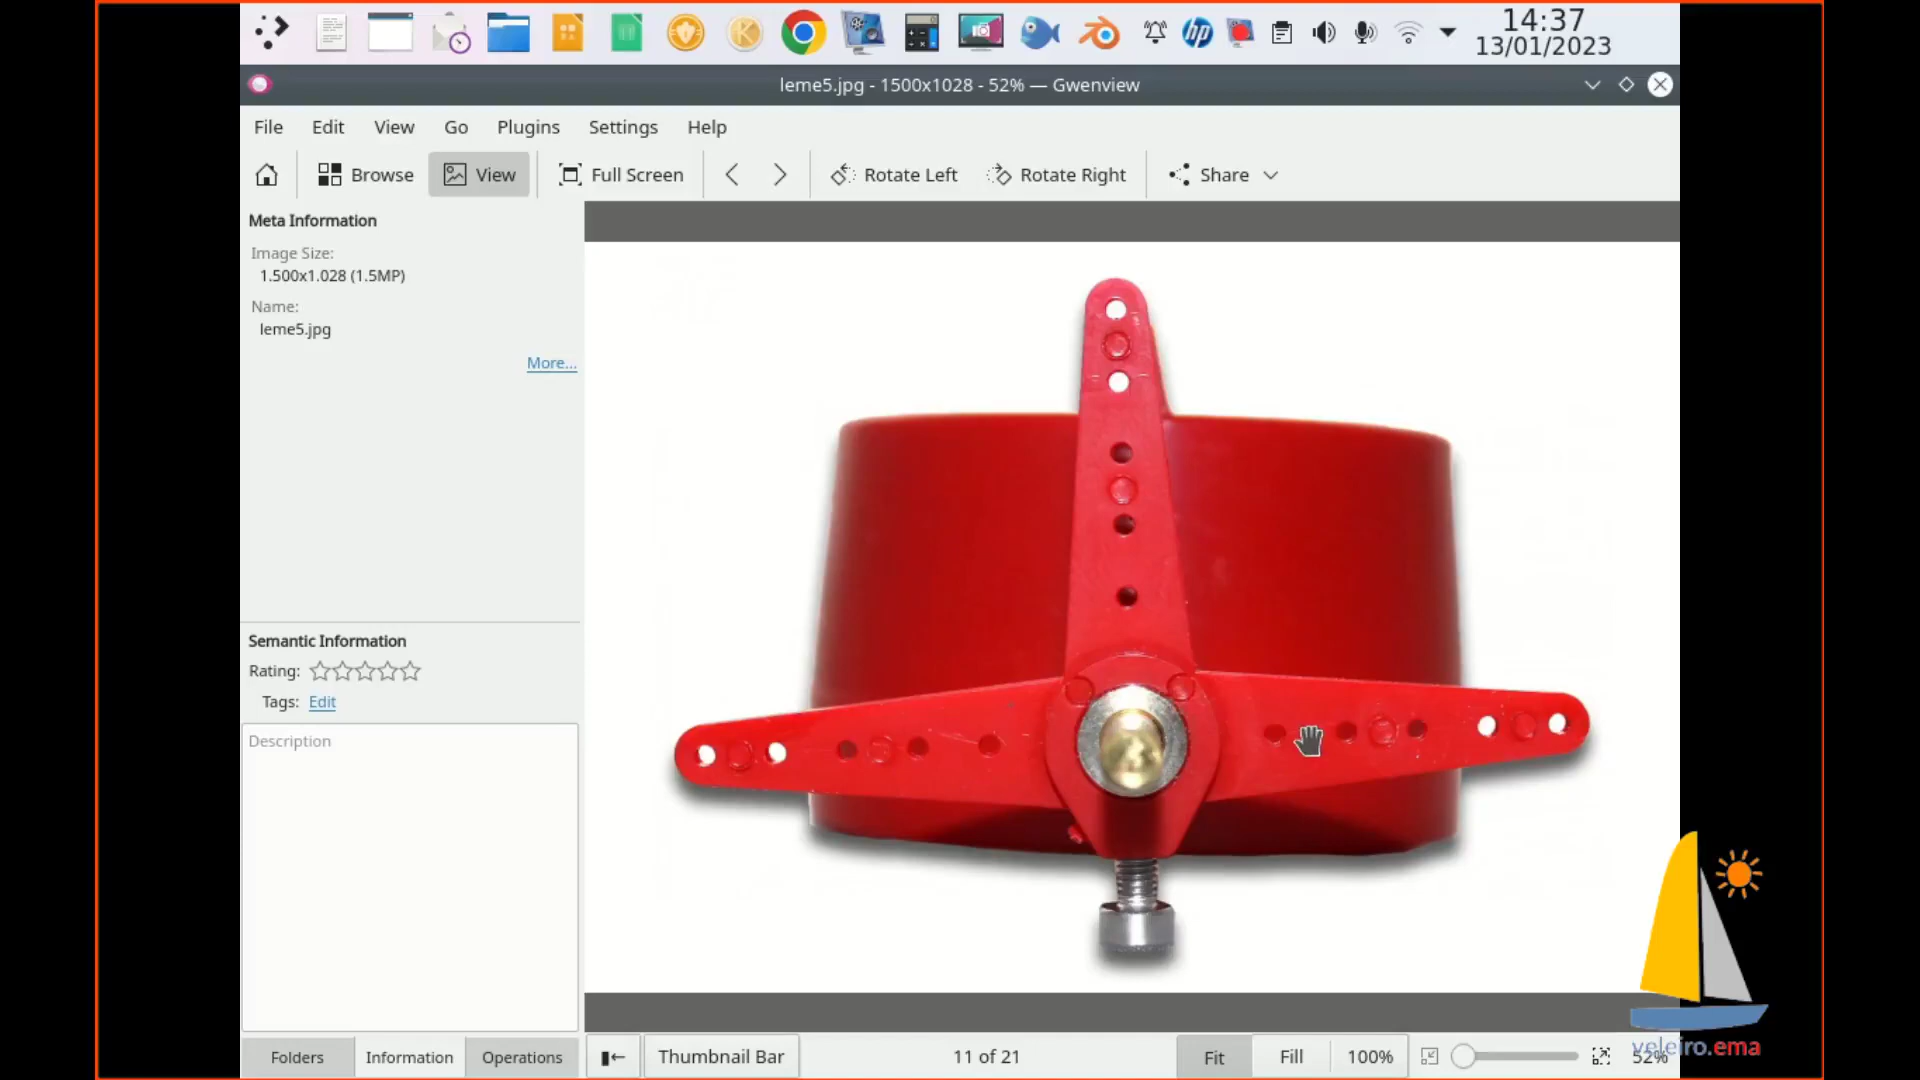 14:37
13/01/2023
leme5.jpg - 1500x1028 - 52% — Gwenview
File Edit View Go Plugins Settings Help
Browse View Full Screen Rotate Left Rotate Right Share
Meta Information
Image Size:
1.500x1.028 (1.5MP)
Name:
leme5.jpg
More...
Semantic Information
Rating:
Tags: Edit
Description
Folders Information Operations Thumbnail Bar 11 of 21 Fit Fill 100% 52%
veleiro.ema
hp